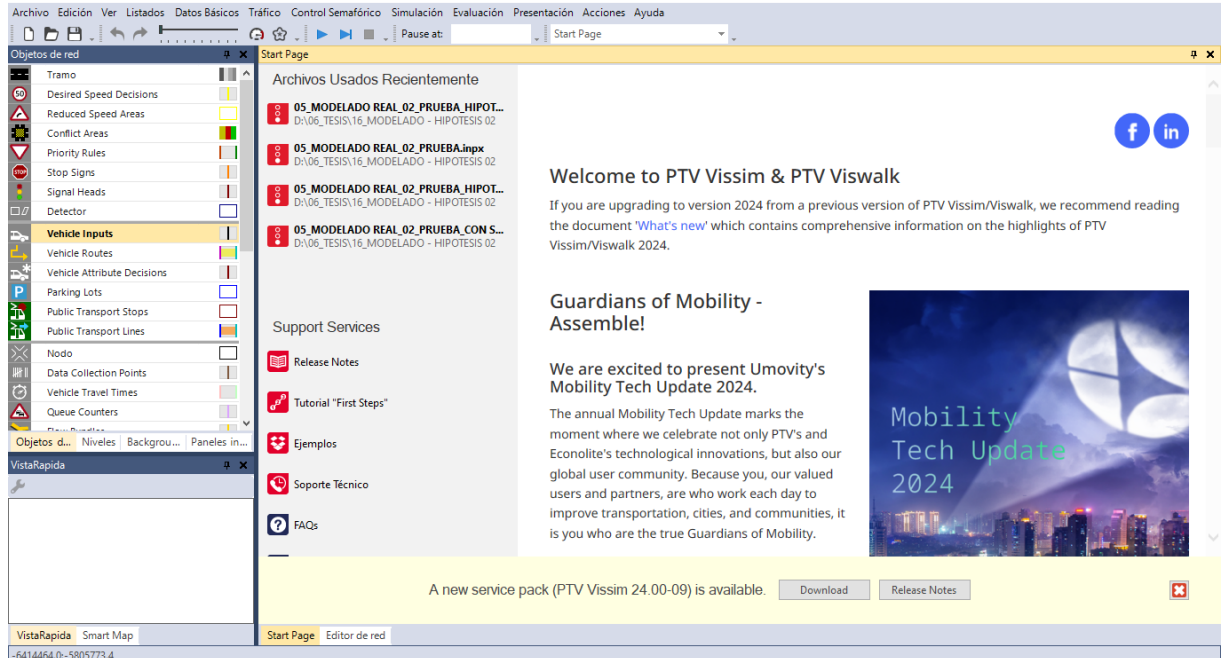 Archivo Edición Ver Listados Datos Básicos Tráfico Control Semafórico Simulación Evaluación Presentación Acciones Ayuda
Pause at: Start Page
Objetos de red
Tramo
50 Desired Speed Decisions
Reduced Speed Areas
Conflict Areas
Priority Rules
STOP Stop Signs
Signal Heads
Detector
Vehicle Inputs
Vehicle Routes
Vehicle Attribute Decisions
P Parking Lots
Public Transport Stops
Public Transport Lines
Nodo
Data Collection Points
Vehicle Travel Times
Queue Counters
Objetos d... Niveles Backgrou... Paneles in...
VistaRapida
VistaRapida Smart Map
-6414464.0:-5805773.4
Start Page
Archivos Usados Recientemente
05_MODELADO REAL_02_PRUEBA_HIPOT...
D:\06_TESIS\16_MODELADO - HIPOTESIS 02
05_MODELADO REAL_02_PRUEBA.inpx
D:\06_TESIS\16_MODELADO - HIPOTESIS 02
05_MODELADO REAL_02_PRUEBA_HIPOT...
D:\06_TESIS\16_MODELADO - HIPOTESIS 02
05_MODELADO REAL_02_PRUEBA_CON S...
D:\06_TESIS\16_MODELADO - HIPOTESIS 02
Support Services
Release Notes
Tutorial "First Steps"
Ejemplos
Soporte Técnico
? FAQs
f in
Welcome to PTV Vissim & PTV Viswalk
If you are upgrading to version 2024 from a previous version of PTV Vissim/Viswalk, we recommend reading
the document 'What's new' which contains comprehensive information on the highlights of PTV
Vissim/Viswalk 2024.
Guardians of Mobility -
Assemble!
We are excited to present Umovity's
Mobility Tech Update 2024.
The annual Mobility Tech Update marks the
moment where we celebrate not only PTV's and
Econolite's technological innovations, but also our
global user community. Because you, our valued
users and partners, are who work each day to
improve transportation, cities, and communities, it
is you who are the true Guardians of Mobility.
Mobility
Tech Update
2024
A new service pack (PTV Vissim 24.00-09) is available. Download Release Notes
Start Page Editor de red